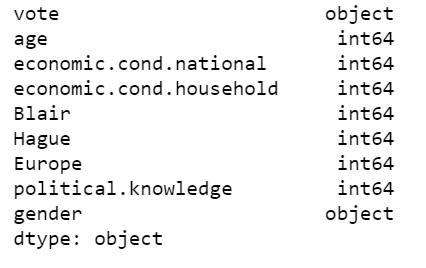 vote                         object
age                           int64
economic.cond.national        int64
economic.cond.household       int64
Blair                         int64
Hague                         int64
Europe                        int64
political.knowledge           int64
gender                       object
dtype: object